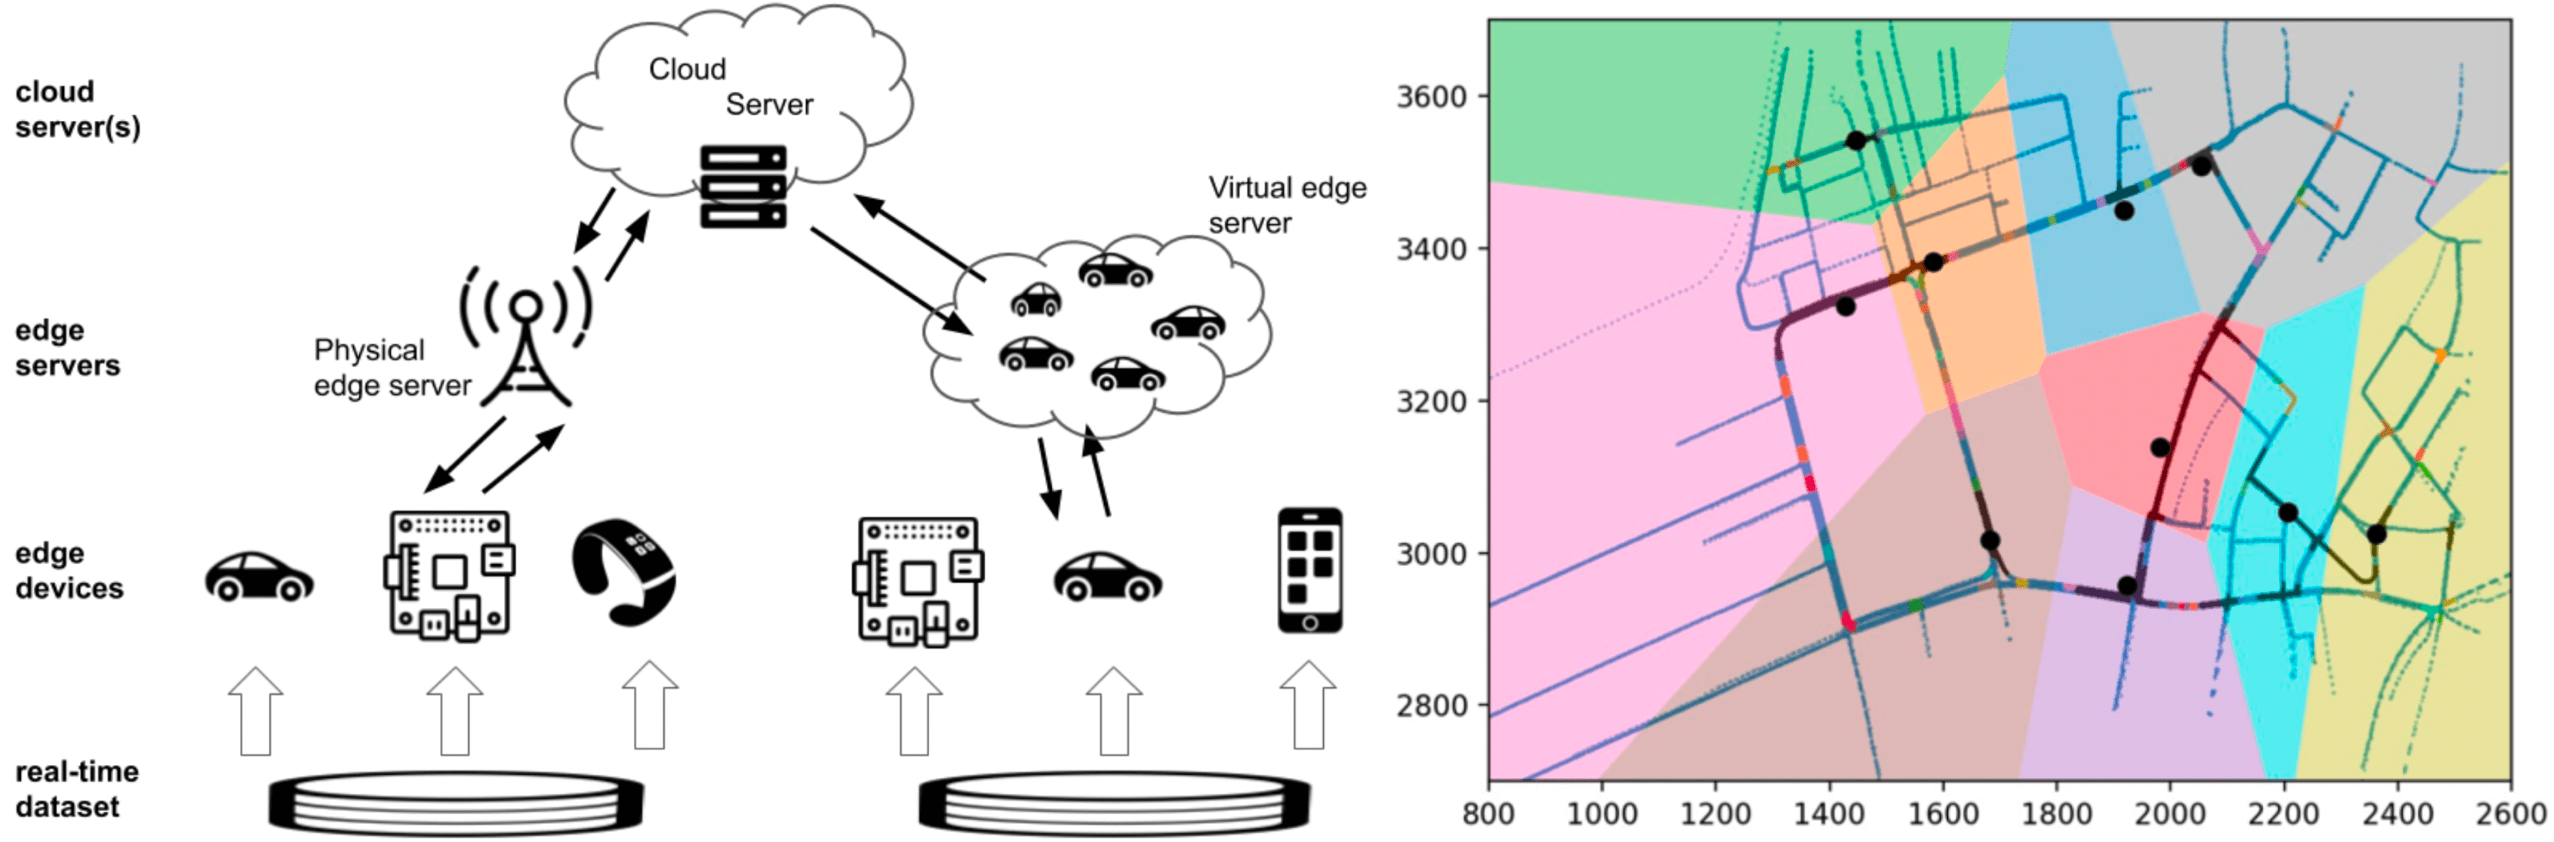 cloud
server(s)
Cloud
Server
Virtual edge
server
edge
servers
Physical
edge server
edge
devices
real-time
dataset
3600
3400
3200
3000
2800
800 1000 1200 1400 1600 1800 2000 2200 2400 2600